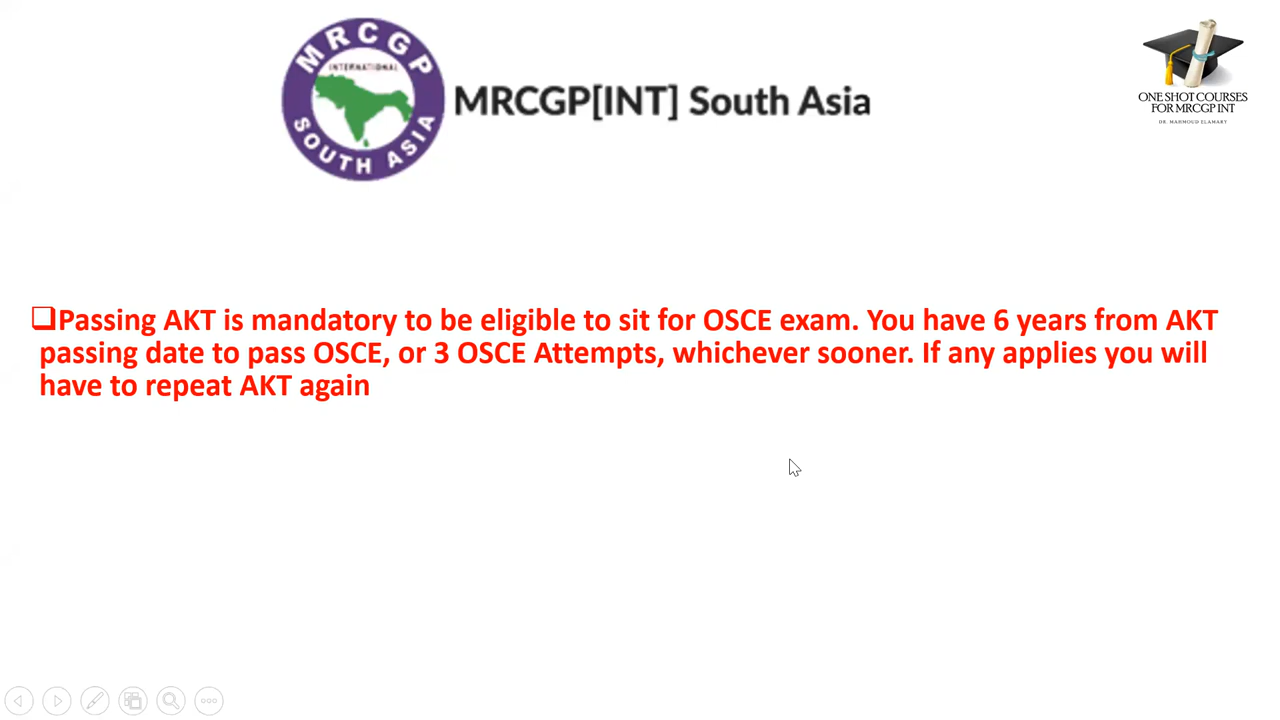 MRCGP
INTERNATIONAL
SOUTH ASIA
MRCGP[INT] South Asia
ONE SHOT COURSES
FOR MRCGP INT
DR. MAHMOUD ELAMARY
Passing AKT is mandatory to be eligible to sit for OSCE exam. You have 6 years from AKT
passing date to pass OSCE, or 3 OSCE Attempts, whichever sooner. If any applies you will
have to repeat AKT again